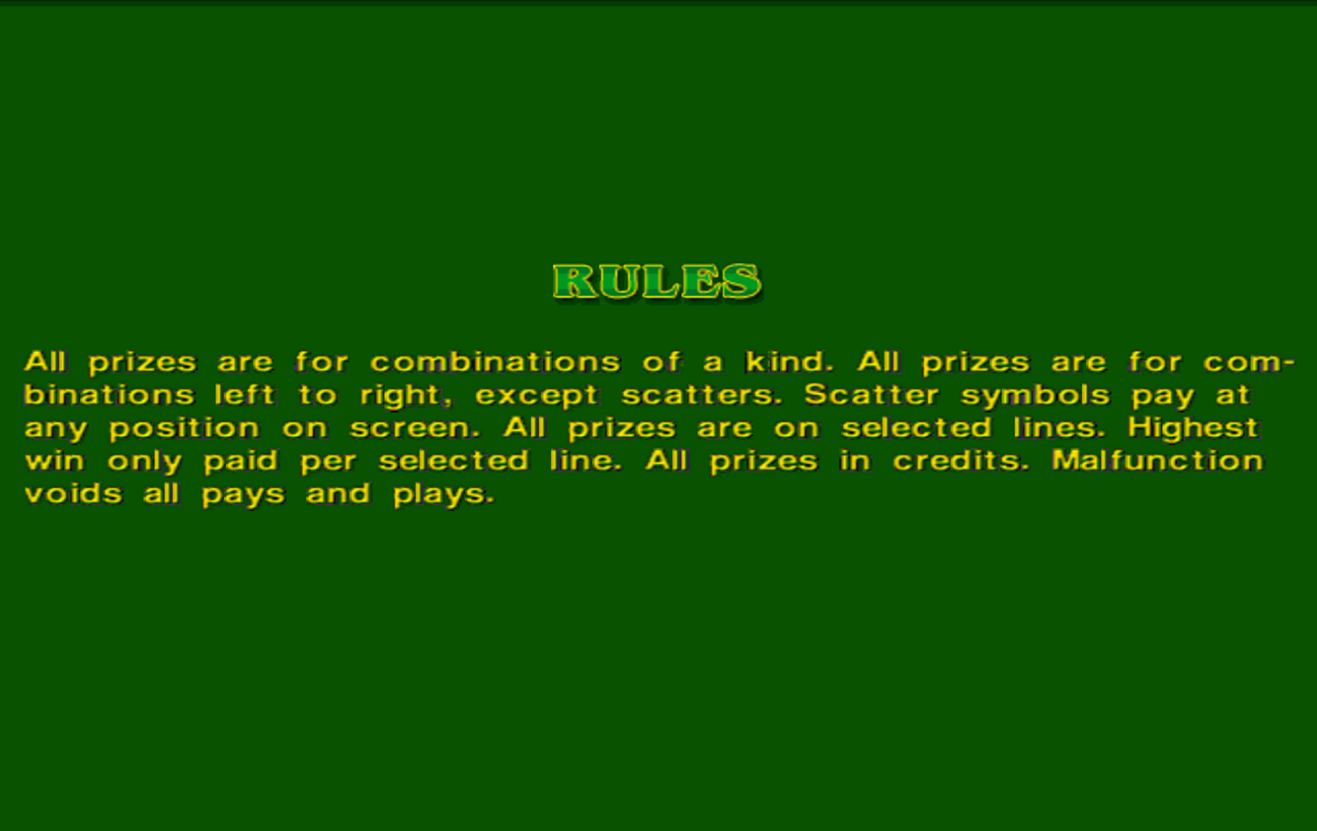 RULES
All prizes are for combinations of a kind. All prizes are for com-
binations left to right, except scatters. Scatter symbols pay at
any position on screen. All prizes are on selected lines. Highest
win only paid per selected line. All prizes in credits. Malfunction
voids all pays and plays.